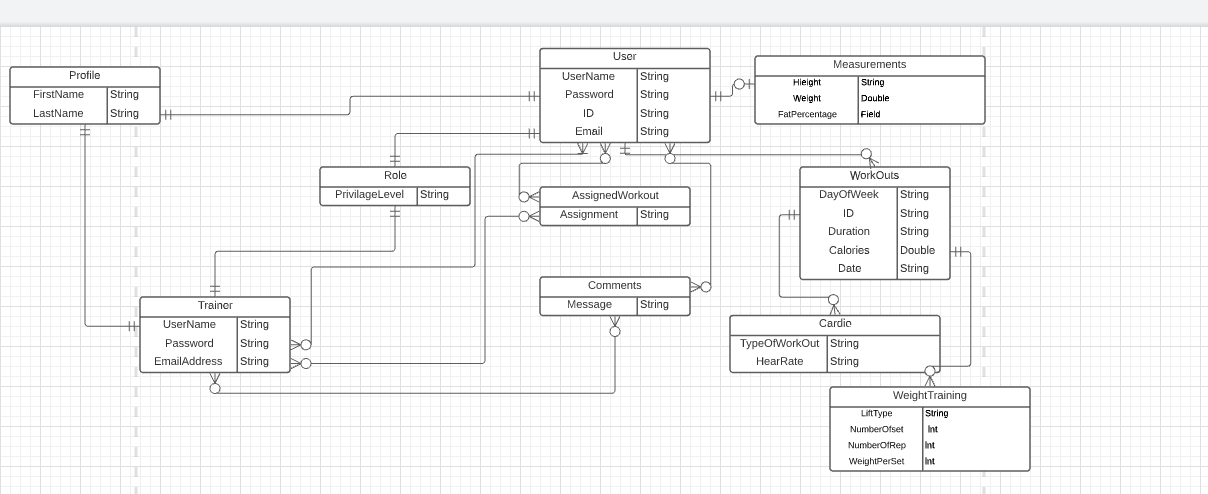 Profile
FirstName String
LastName String
User
UserName String
Password String
ID String
Email String
Measurements
Hieight String
Weight Double
FatPercentage Field
Role
PrivilageLevel String
AssignedWorkout
Assignment String
WorkOuts
DayOfWeek String
ID String
Duration String
Calories Double
Date String
Comments
Message String
Trainer
UserName String
Password String
EmailAddress String
Cardio
TypeOfWorkOut String
HearRate String
WeightTraining
LiftType String
NumberOfset Int
NumberOfRep Int
WeightPerSet Int